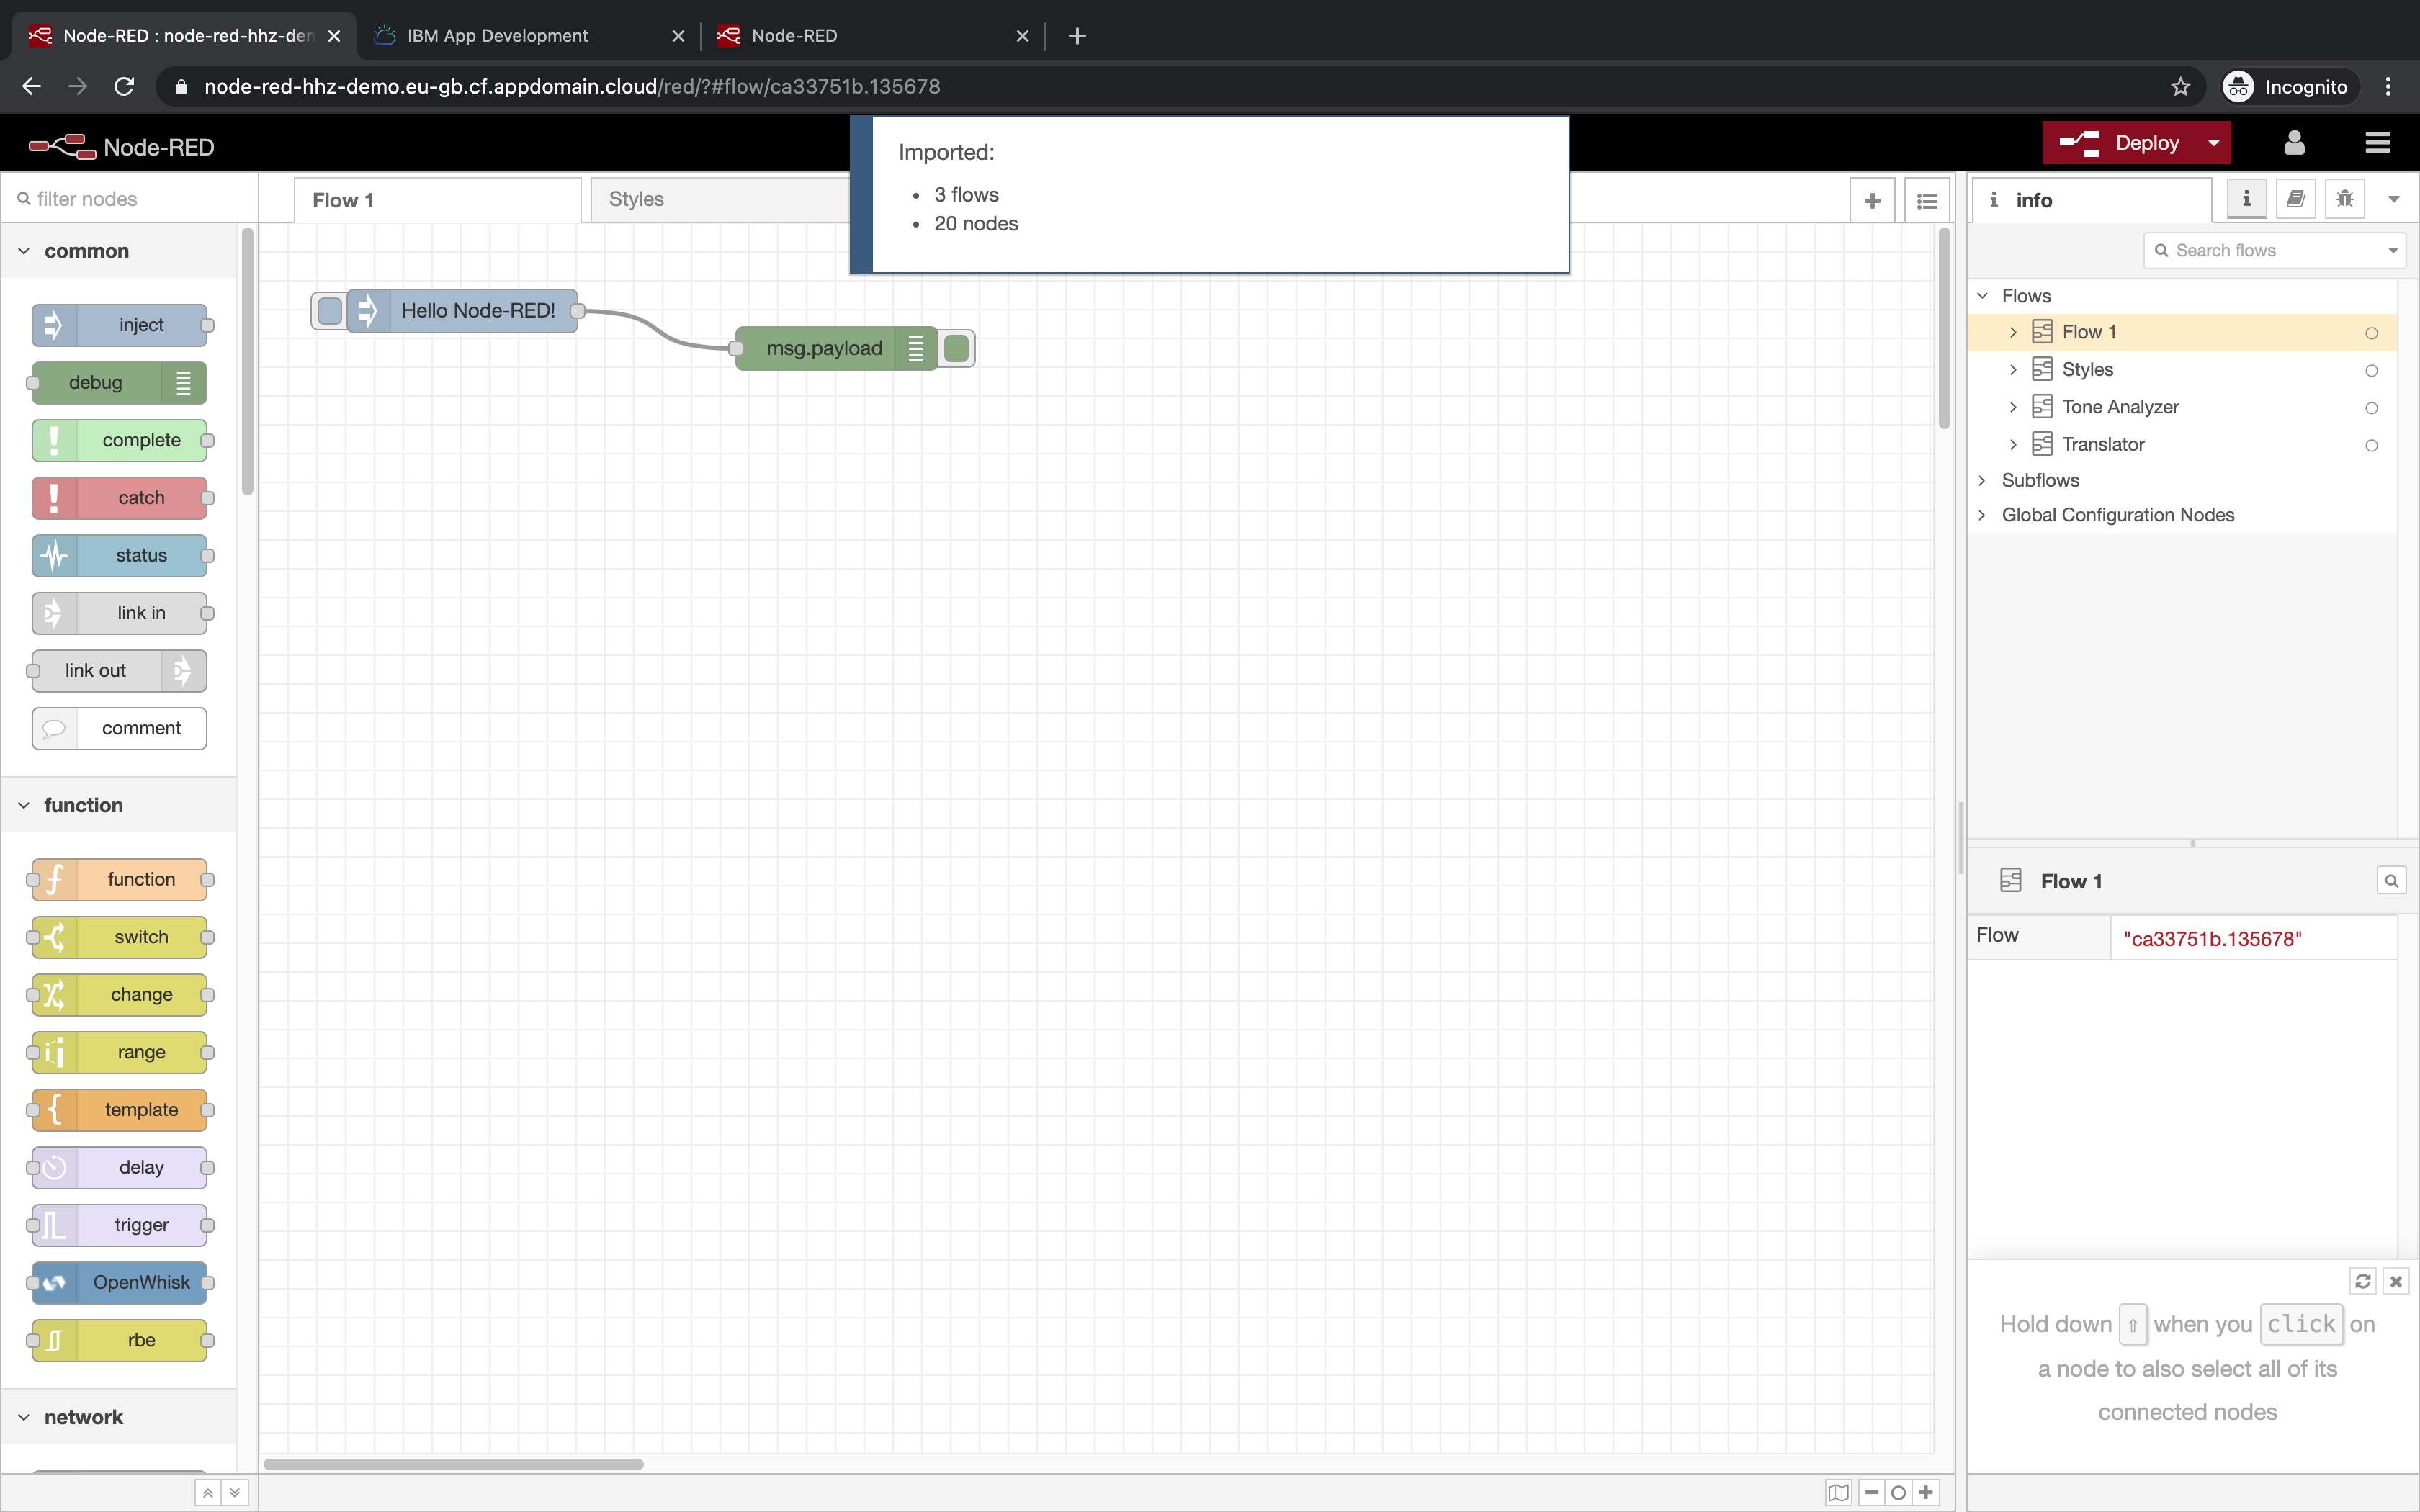 Node-RED : node-red-hhz-den
IBM App Development
Node-RED
node-red-hhz-demo.eu-gb.cf.appdomain.cloud/red/?#flow/ca33751b.135678
Incognito
Node-RED
Deploy
Imported:
• 3 flows
• 20 nodes
filter nodes
Flow 1
Styles
i info
i
Search flows
common
inject
debug
complete
catch
status
link in
link out
comment
function
function
switch
change
range
template
delay
trigger
OpenWhisk
rbe
network
Hello Node-RED!
msg.payload
Flows
Flow 1
Styles
Tone Analyzer
Translator
Subflows
Global Configuration Nodes
Flow 1
Flow
"ca33751b.135678"
Hold down ⇧ when you click on
a node to also select all of its
connected nodes